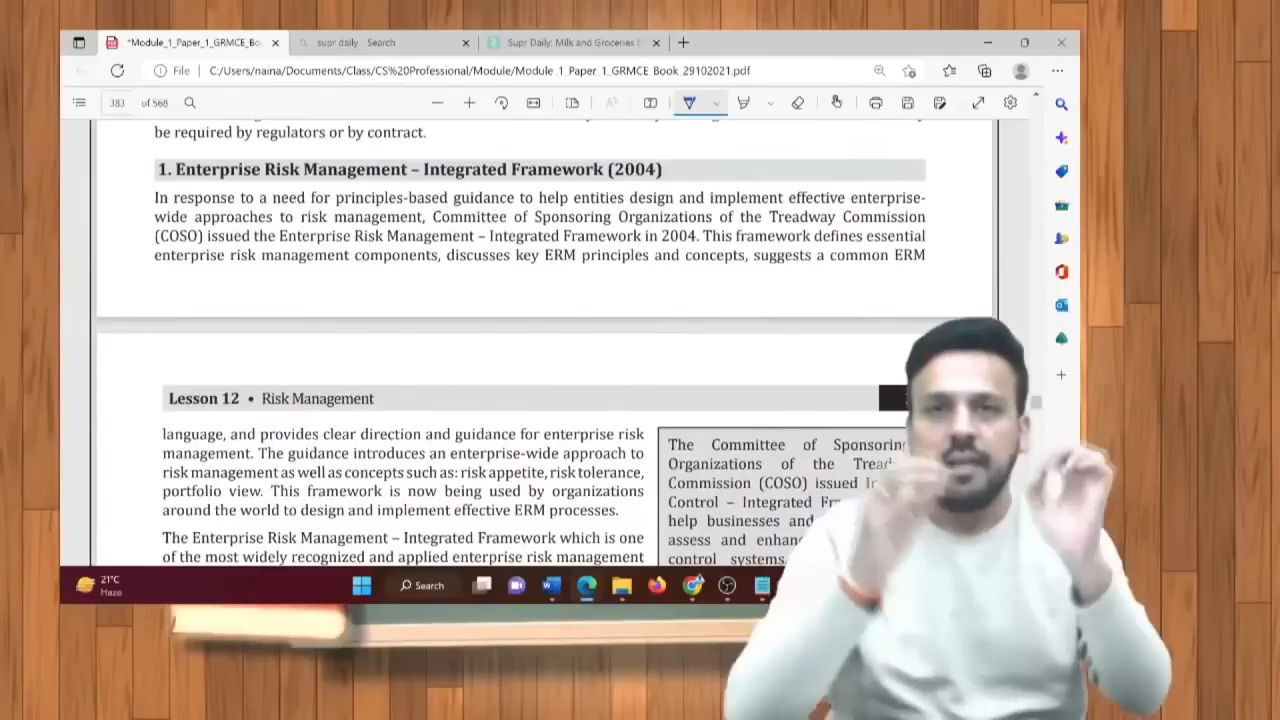 *Module_1_Paper_1_GRMCE_Bo
supr daily Search
Supr Daily: Milk and Groceries
File C:/Users/naina/Documents/Class/CS%20Professional/Module/Module_1_Paper_1_GRMCE_Book_29102021.pdf
383 of 568
be required by regulators or by contract.
1. Enterprise Risk Management – Integrated Framework (2004)
In response to a need for principles-based guidance to help entities design and implement effective enterprise-
wide approaches to risk management, Committee of Sponsoring Organizations of the Treadway Commission
(COSO) issued the Enterprise Risk Management – Integrated Framework in 2004. This framework defines essential
enterprise risk management components, discusses key ERM principles and concepts, suggests a common ERM
Lesson 12 • Risk Management
language, and provides clear direction and guidance for enterprise risk
management. The guidance introduces an enterprise-wide approach to
risk management as well as concepts such as: risk appetite, risk tolerance,
portfolio view. This framework is now being used by organizations
around the world to design and implement effective ERM processes.
The Enterprise Risk Management – Integrated Framework which is one
of the most widely recognized and applied enterprise risk management
The Committee of Sponsoring
Organizations of the Tread
Commission (COSO) issued
Control – Integrated
help businesses and
assess and
control systems.
21°C
Haze
Search